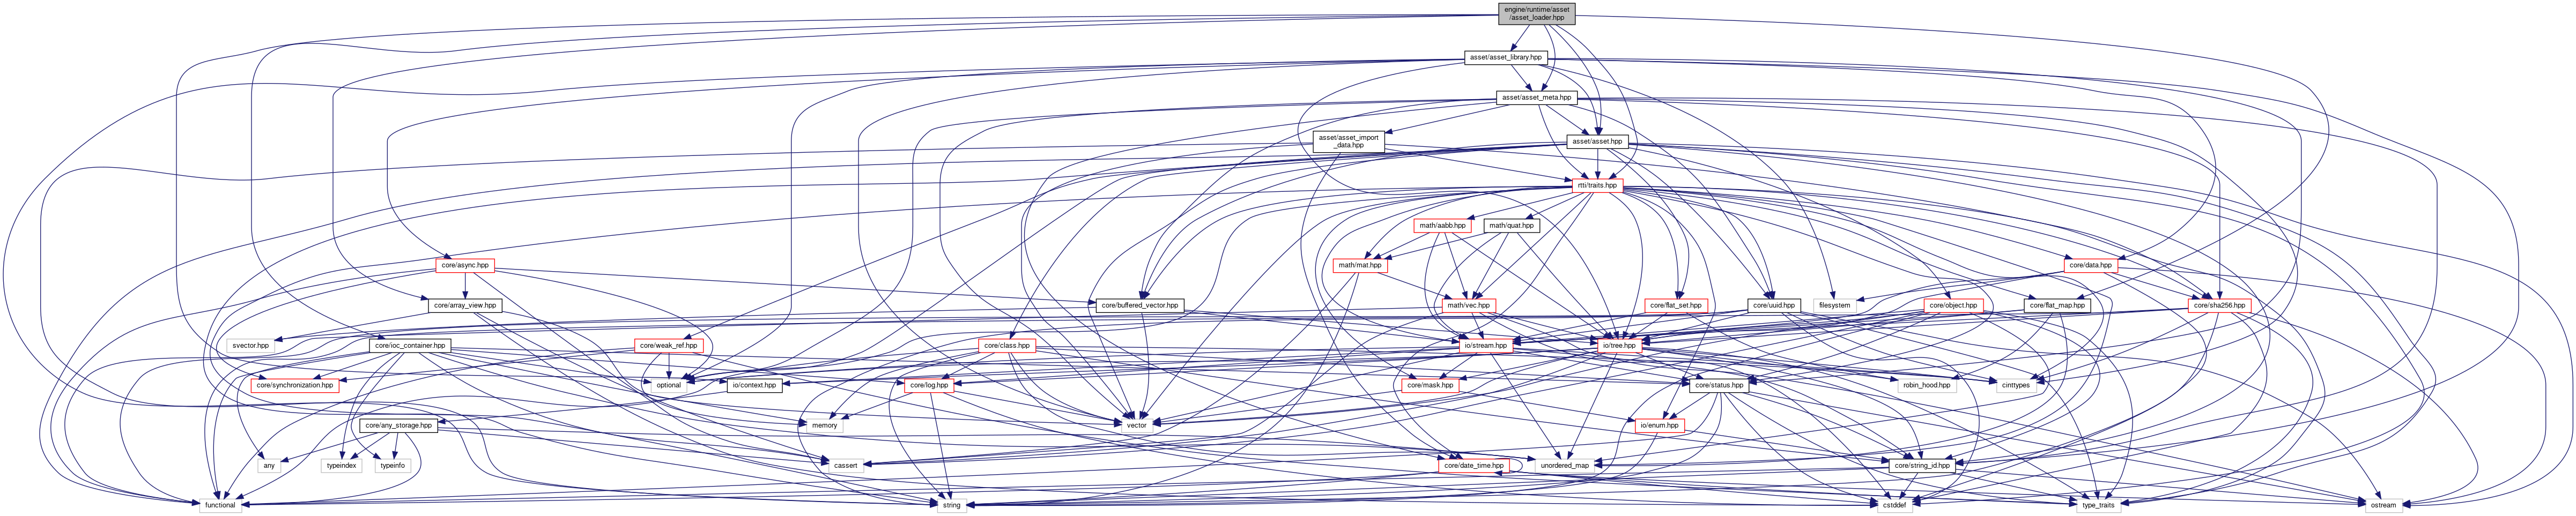 engine/runtime/asset
/asset_loader.hpp
asset/asset_library.hpp
asset/asset_meta.hpp
asset/asset_import
_data.hpp
asset/asset.hpp
rtti/traits.hpp
math/aabb.hpp
math/quat.hpp
core/async.hpp
math/mat.hpp
core/data.hpp
core/array_view.hpp
core/buffered_vector.hpp
math/vec.hpp
core/flat_set.hpp
core/uuid.hpp
filesystem
core/object.hpp
core/flat_map.hpp
core/sha256.hpp
svector.hpp
core/ioc_container.hpp
core/weak_ref.hpp
core/class.hpp
io/stream.hpp
io/tree.hpp
core/synchronization.hpp
optional
io/context.hpp
core/log.hpp
core/mask.hpp
core/status.hpp
robin_hood.hpp
cinttypes
core/any_storage.hpp
memory
vector
io/enum.hpp
any
typeindex
typeinfo
cassert
unordered_map
core/date_time.hpp
core/string_id.hpp
functional
string
cstddef
type_traits
ostream